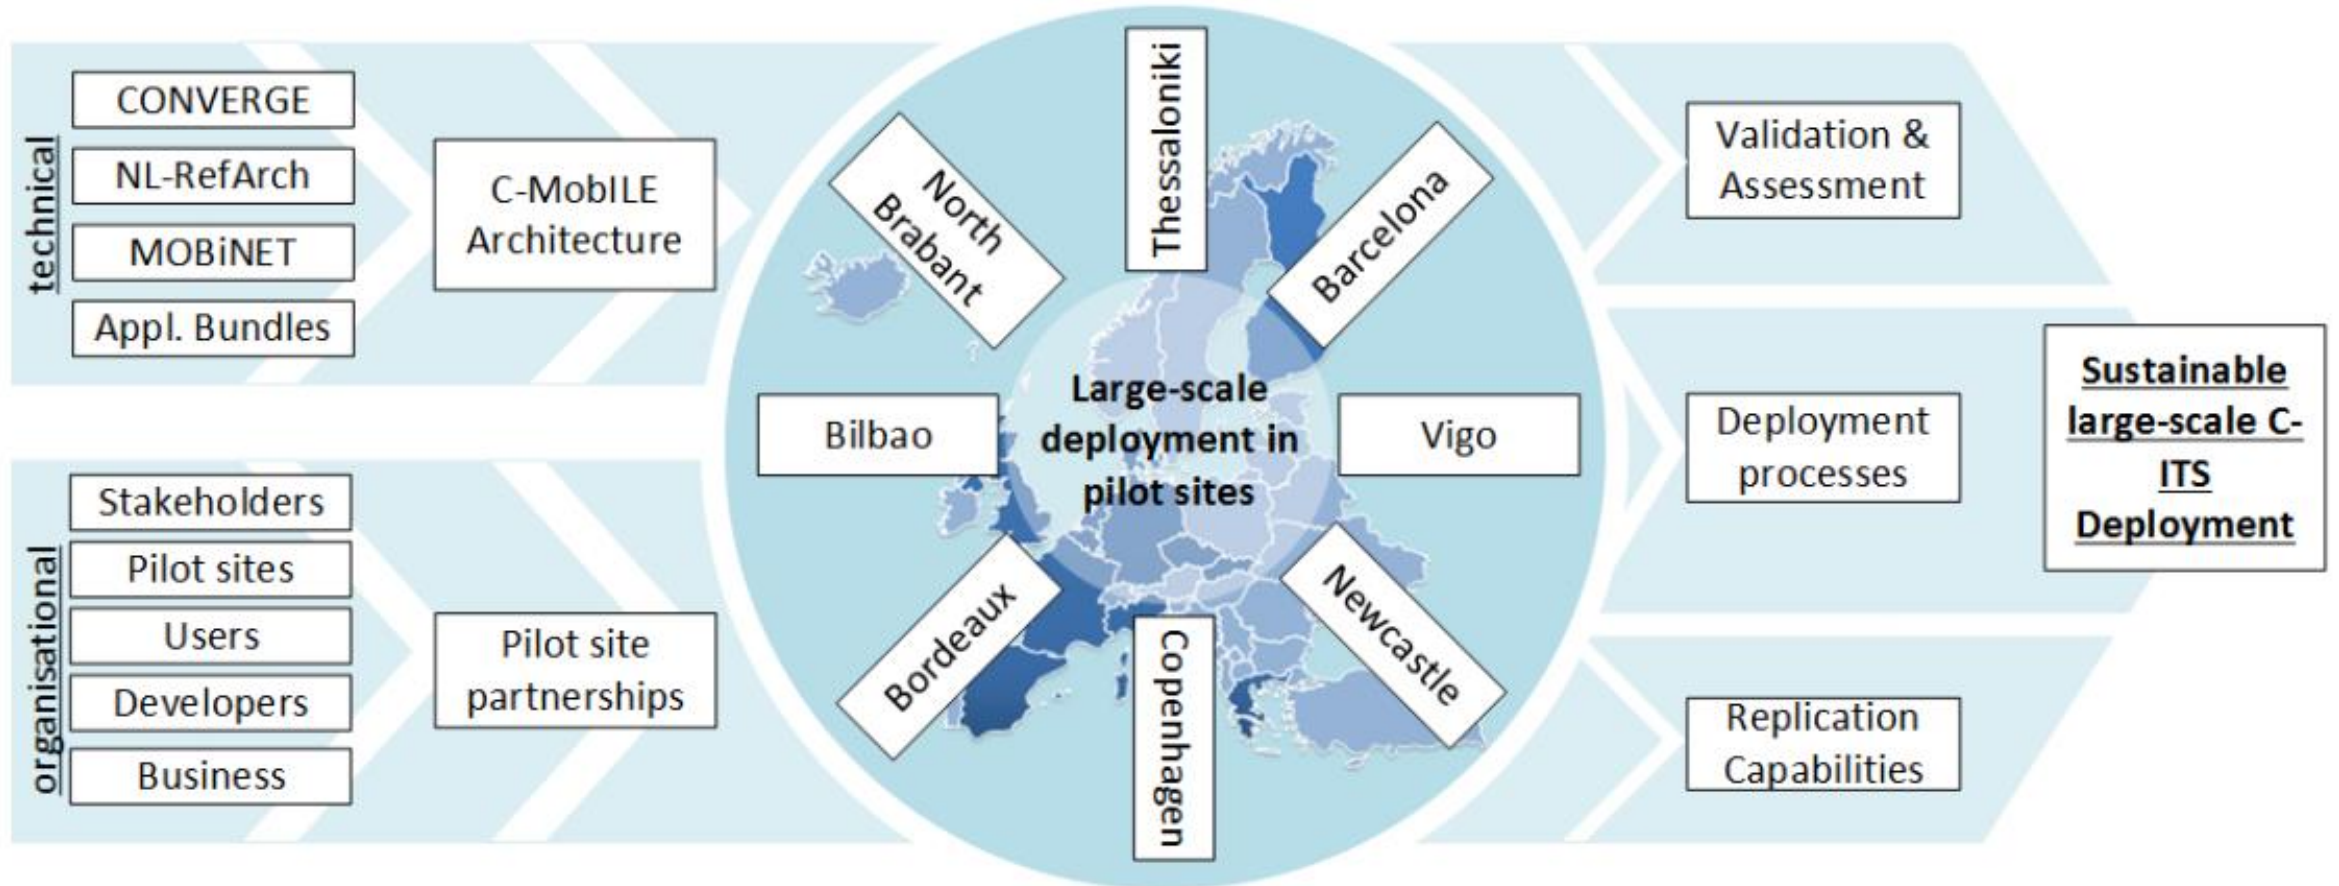 technical
CONVERGE
NL-RefArch
MOBiNET
Appl. Bundles
C-MobILE
Architecture
organisational
Stakeholders
Pilot sites
Users
Developers
Business
Pilot site
partnerships
Thessaloniki
North
Brabant
Barcelona
Bilbao
Large-scale
deployment in
pilot sites
Vigo
Bordeaux
Copenhagen
Newcastle
Validation &
Assessment
Deployment
processes
Replication
Capabilities
Sustainable
large-scale C-
ITS
Deployment